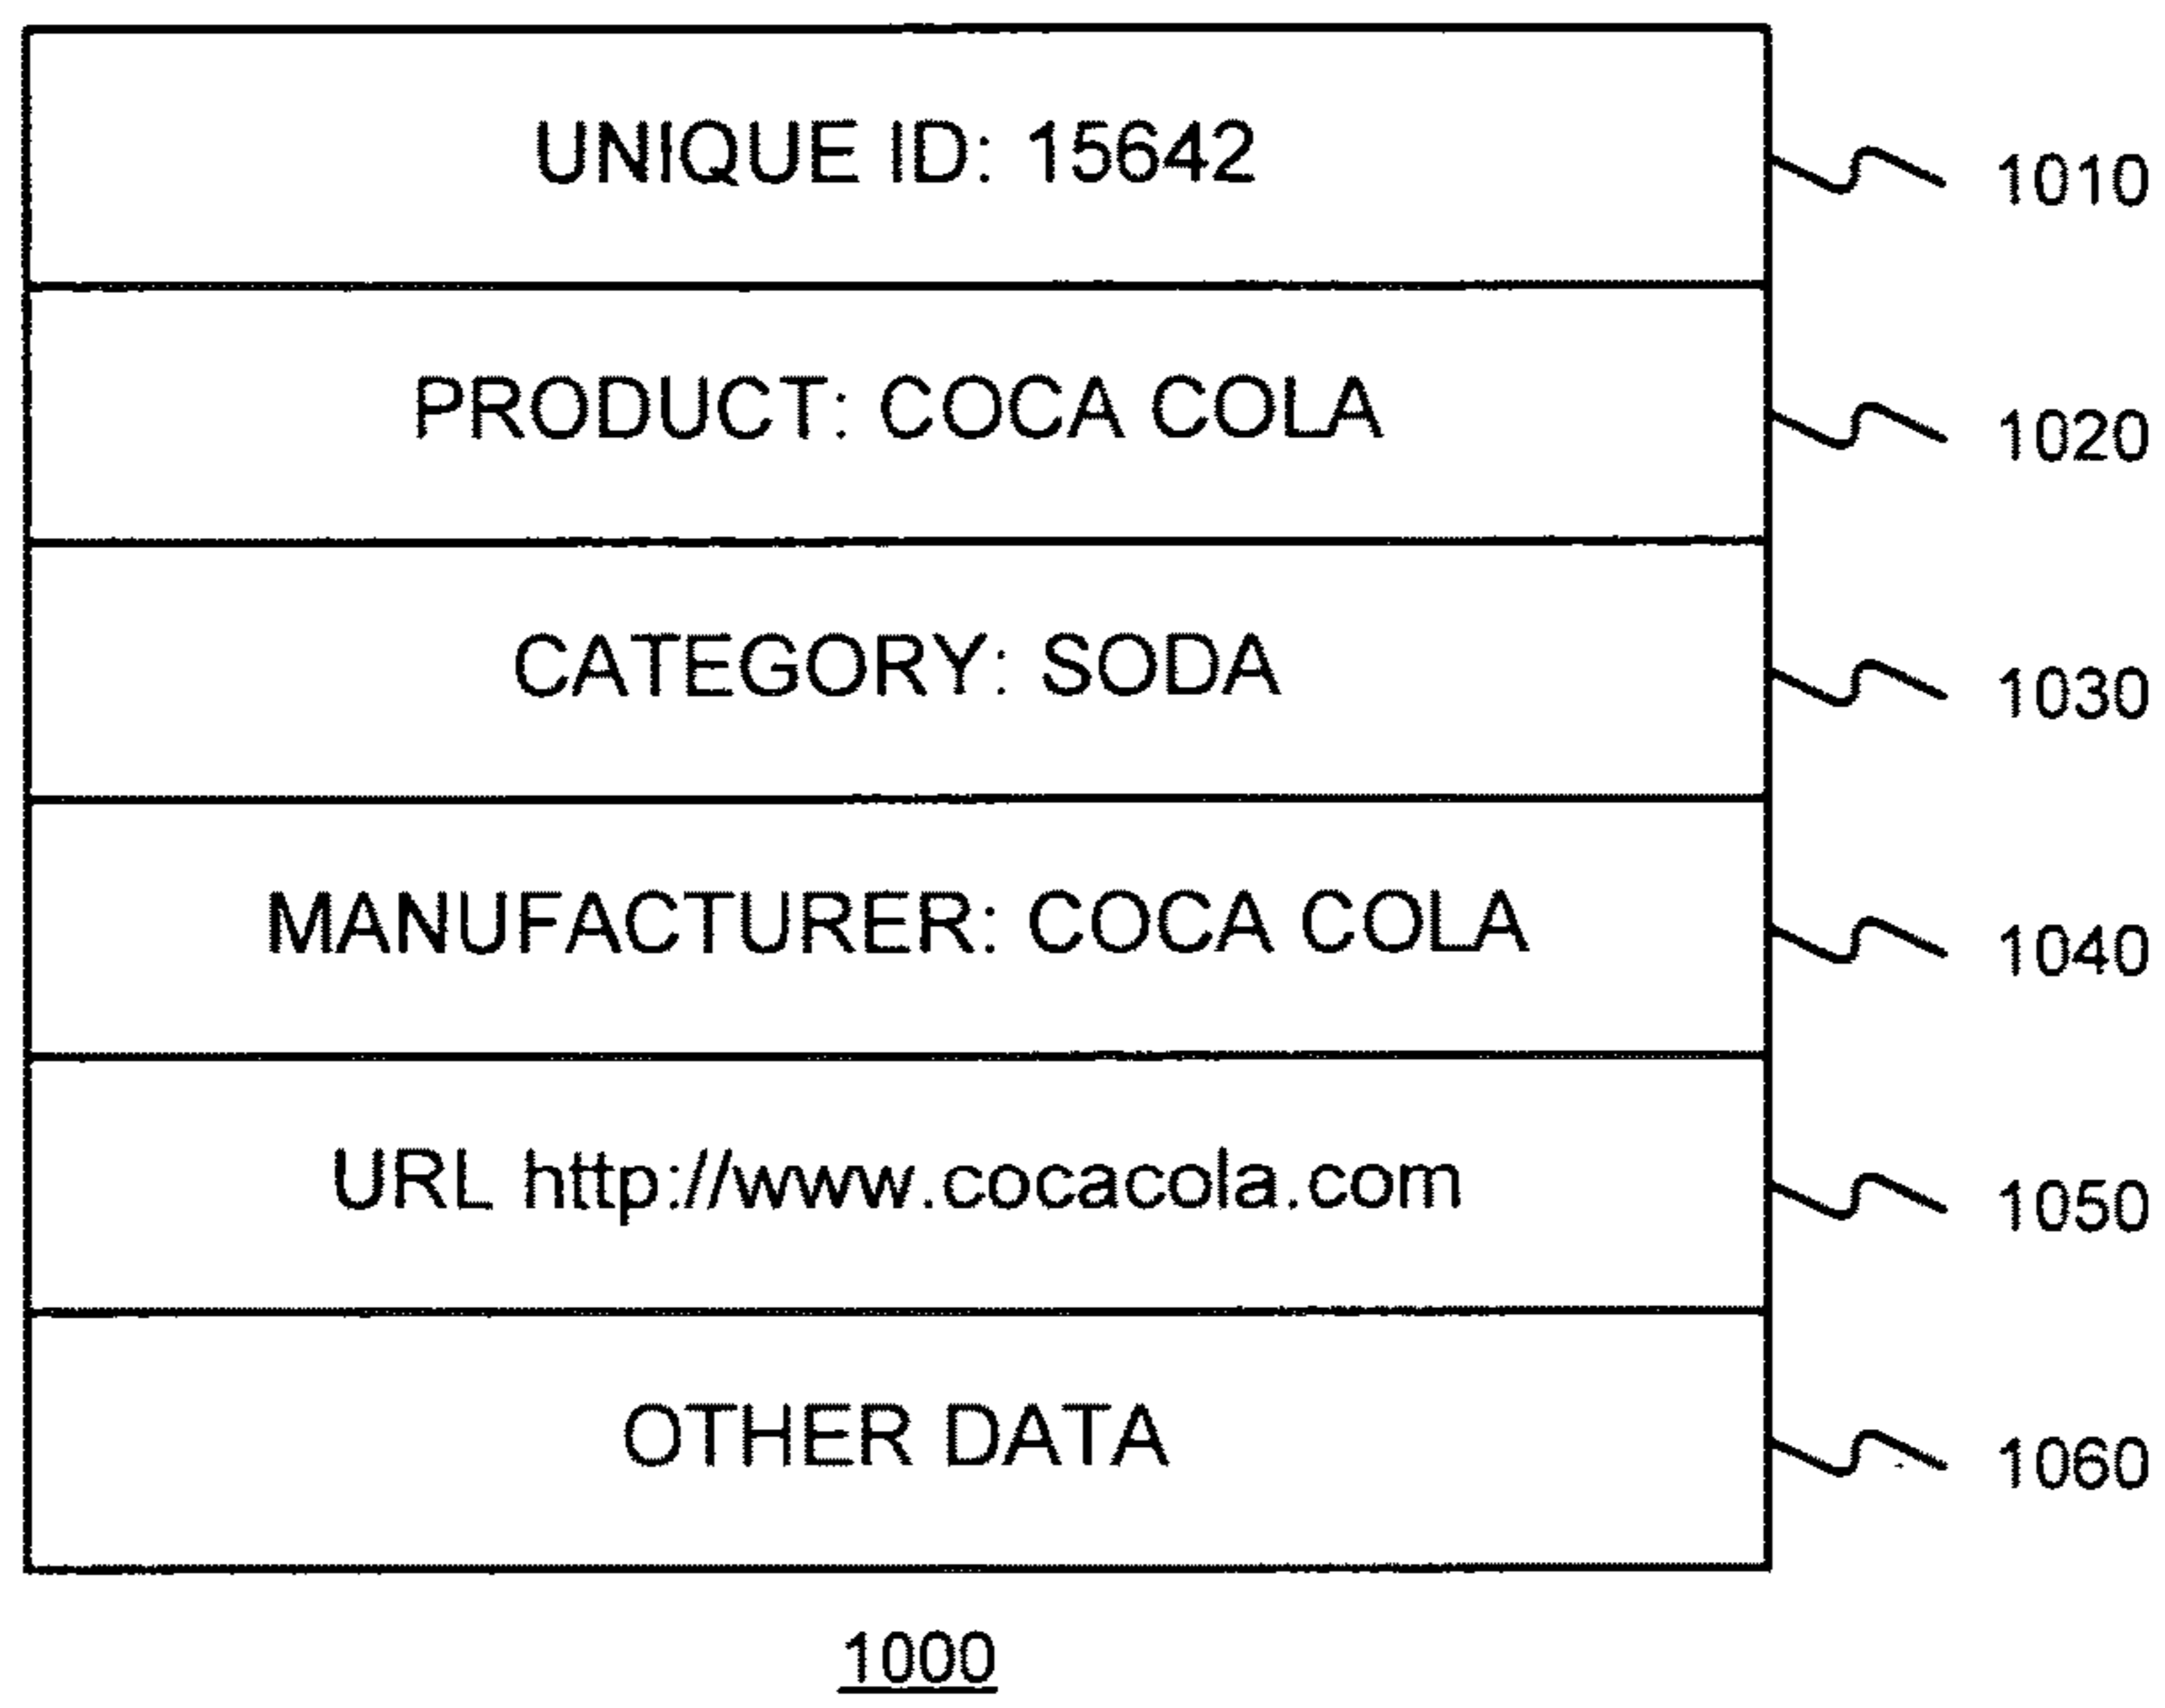 UNIQUE ID: 15642
1010
PRODUCT: COCA COLA
1020
CATEGORY: SODA
1030
MANUFACTURER: COCA COLA
1040
URL http://www.cocacola.com
1050
OTHER DATA
1060
1000